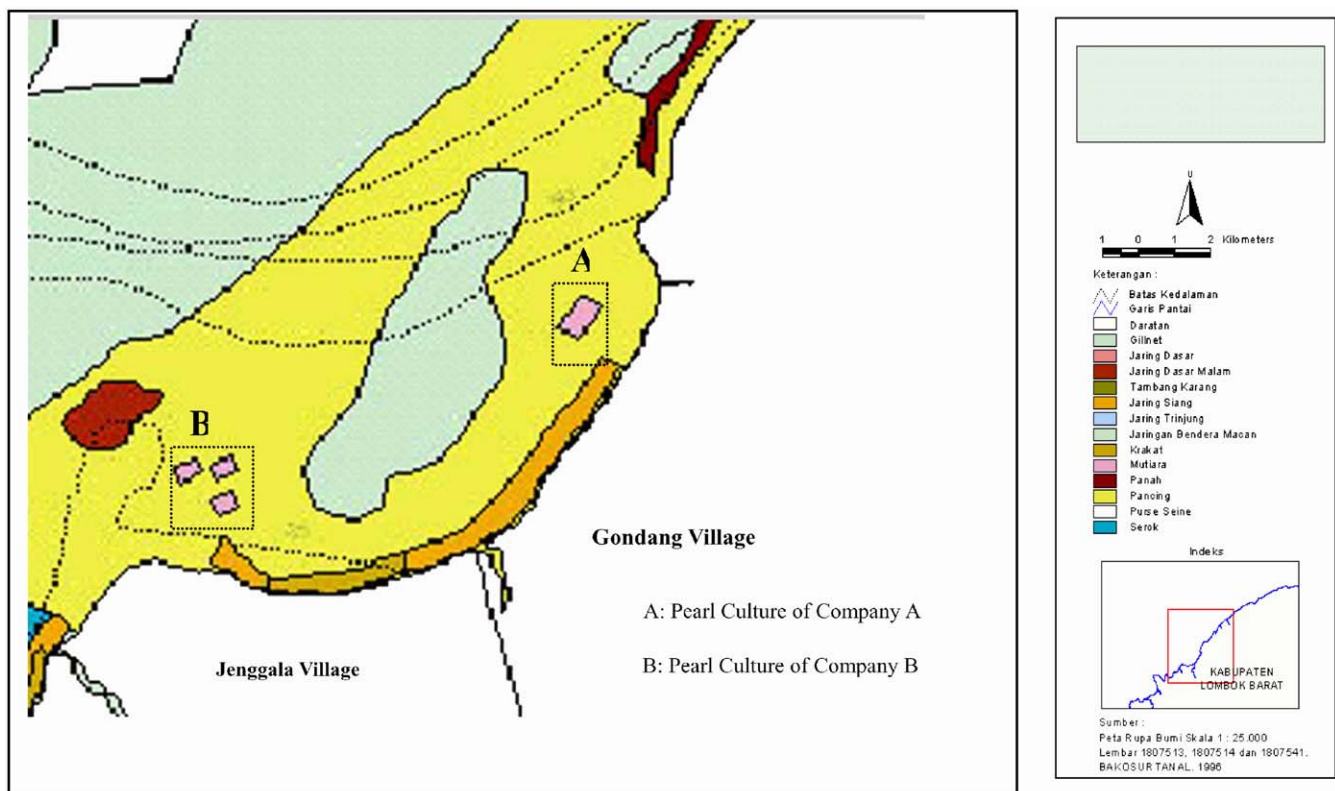 A
B
Gondang Village
A: Pearl Culture of Company A
Jenggala Village
B: Pearl Culture of Company B
U
1 0 1 2 Kilometers
Keterangan :
Batas Kedalaman
Garis Pantai
Daratan
Gillnet
Jaring Dasar
Jaring Dasar Malam
Tambang Karang
Jaring Siang
Jaring Trinjung
Jaringan Bendera Macan
Krakat
Mutiara
Panah
Pancing
Purse Seine
Serok
Indeks
KABUPATEN
LOMBOK BARAT
Sumber :
Peta Rupa Bumi Skala 1 : 25.000
Lembar 1807513, 1807514 dan 1807541.
BAKOSURTANAL, 1996